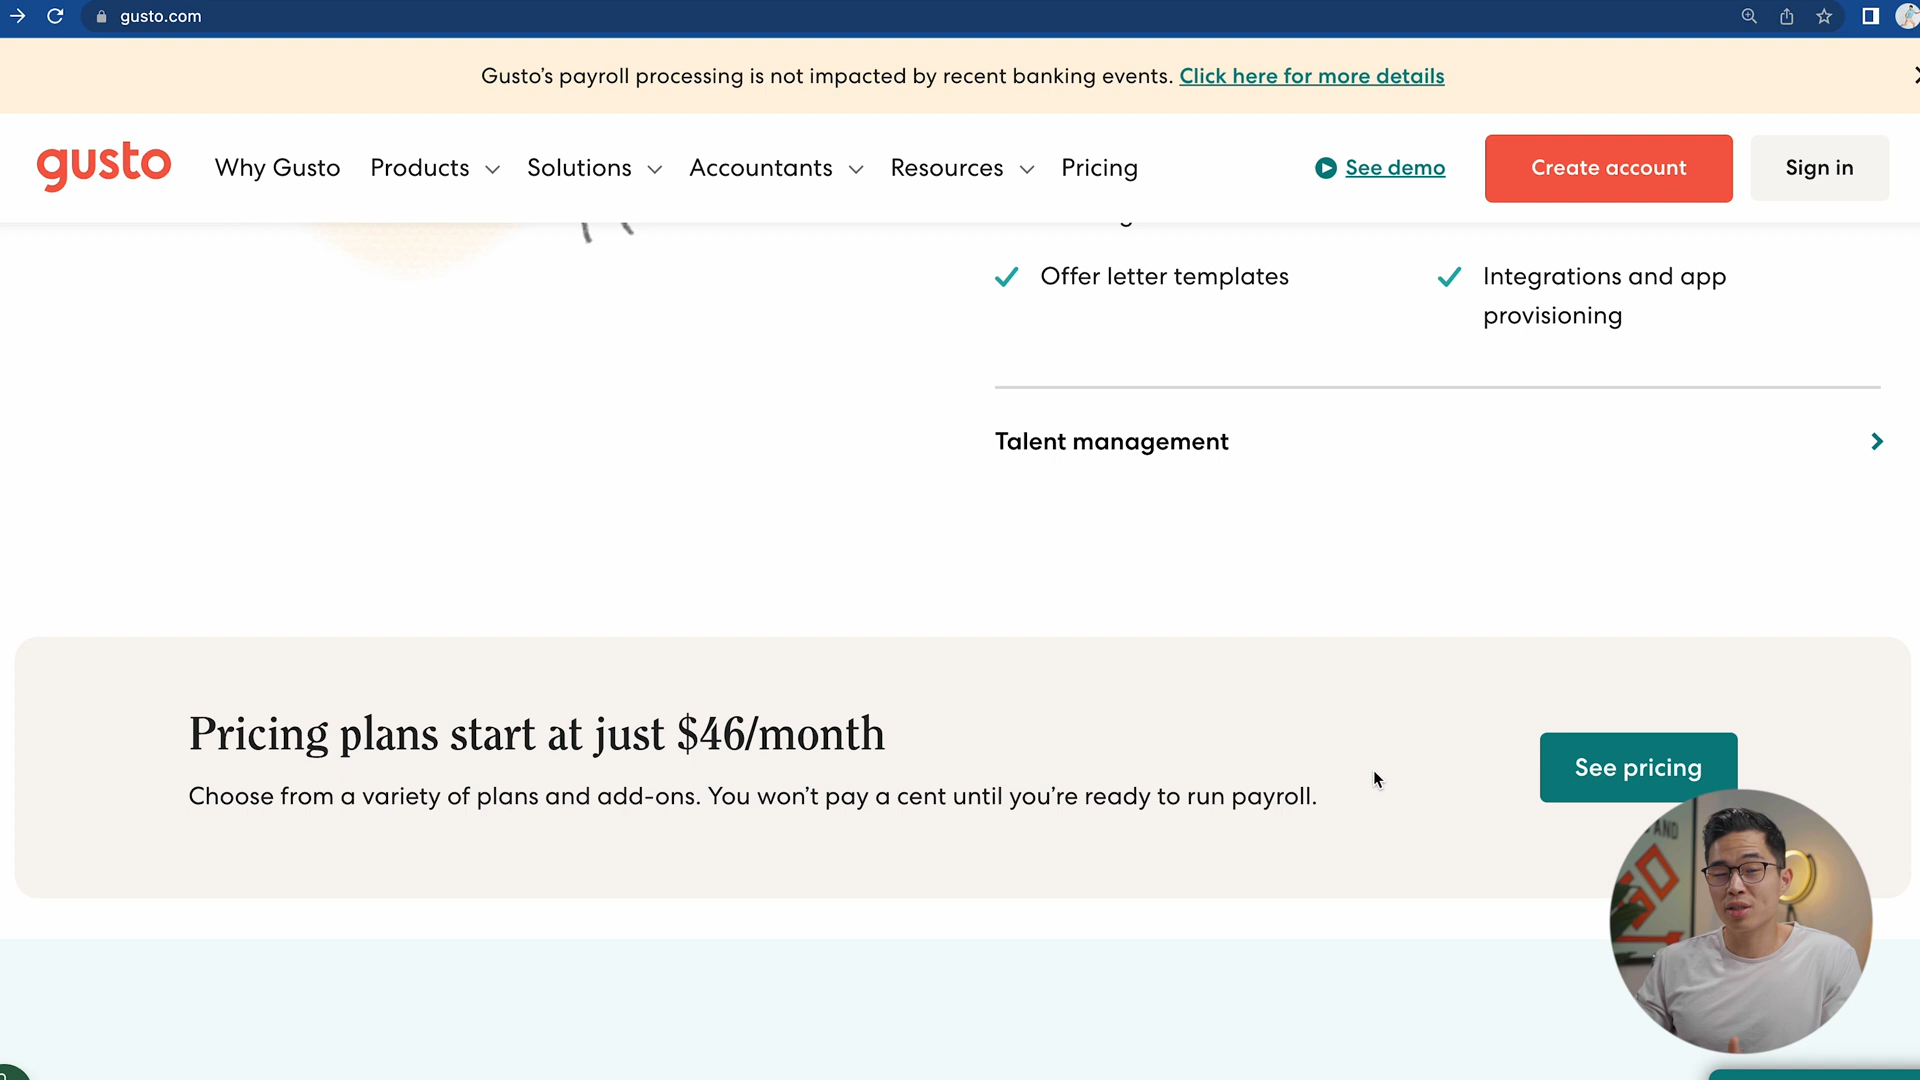 gusto.com
Gusto's payroll processing is not impacted by recent banking events. Click here for more details
gusto
Why Gusto
Products
Solutions
Accountants
Resources
Pricing
See demo
Create account
Sign in
Offer letter templates
Integrations and app
provisioning
Talent management
Pricing plans start at just $46/month
Choose from a variety of plans and add-ons. You won't pay a cent until you're ready to run payroll.
See pricing
AND